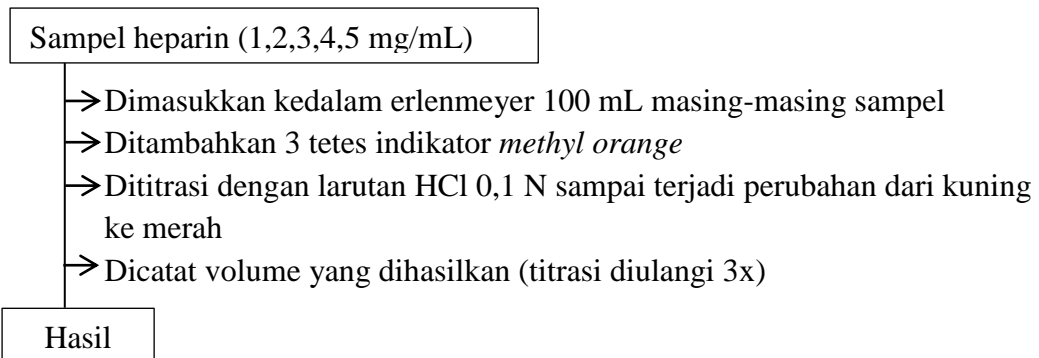 Sampel heparin (1,2,3,4,5 mg/mL)
Dimasukkan kedalam erlenmeyer 100 mL masing-masing sampel
Ditambahkan 3 tetes indikator methyl orange
Dititrasi dengan larutan HCl 0,1 N sampai terjadi perubahan dari kuning
ke merah
Dicatat volume yang dihasilkan (titrasi diulangi 3x)
Hasil